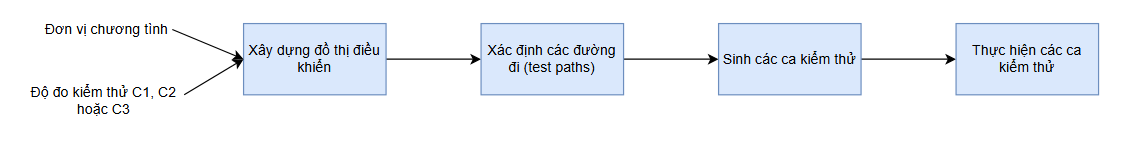 Đơn vị chương tình
Độ đo kiểm thử C1, C2
hoặc C3
Xây dựng đồ thị điều
khiển
Xác định các đường
đi (test paths)
Sinh các ca kiểm thử
Thực hiện các ca
kiểm thử